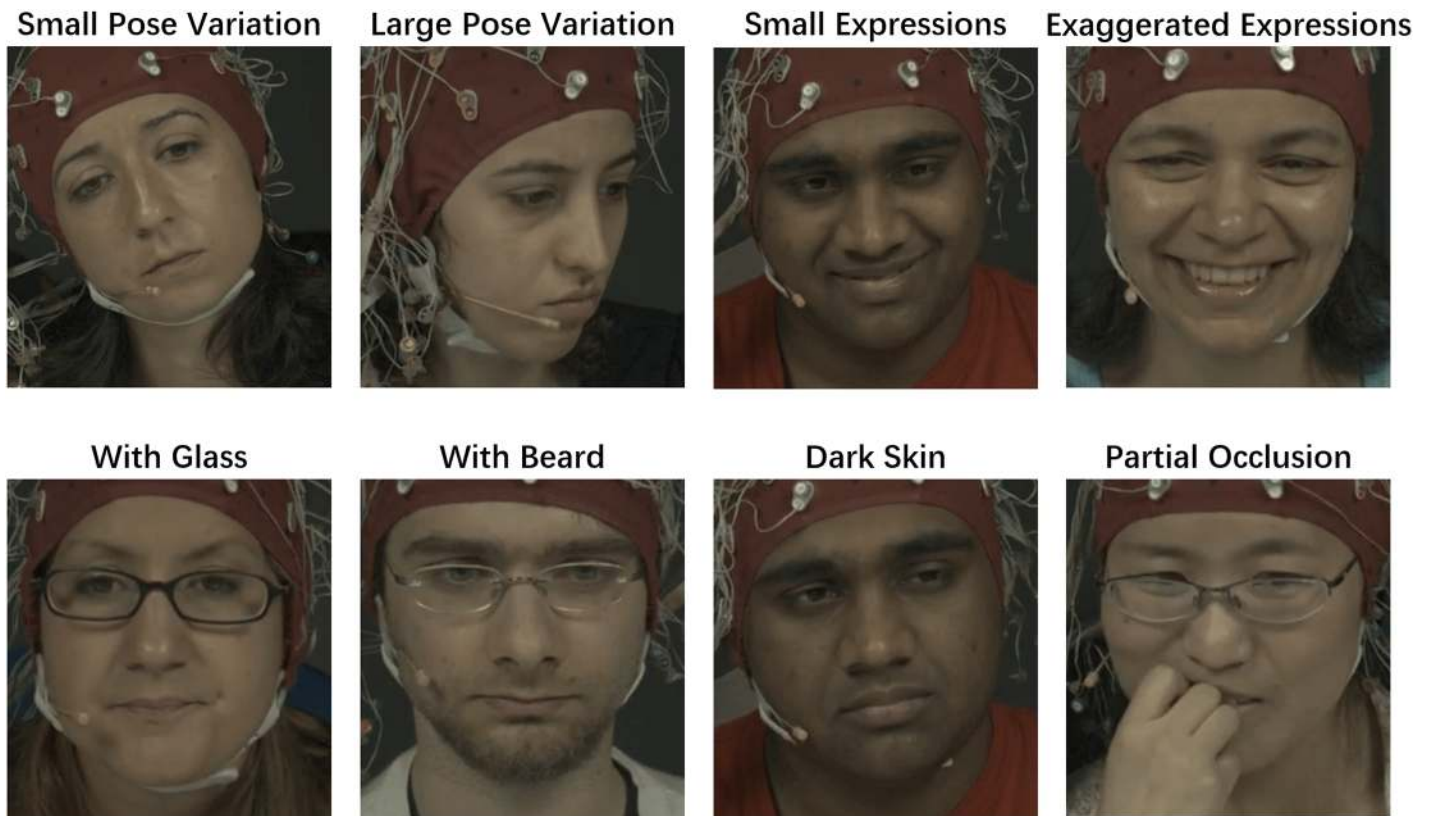 Small Pose Variation Large Pose Variation Small Expressions Exaggerated Expressions
With Glass With Beard Dark Skin Partial Occlusion